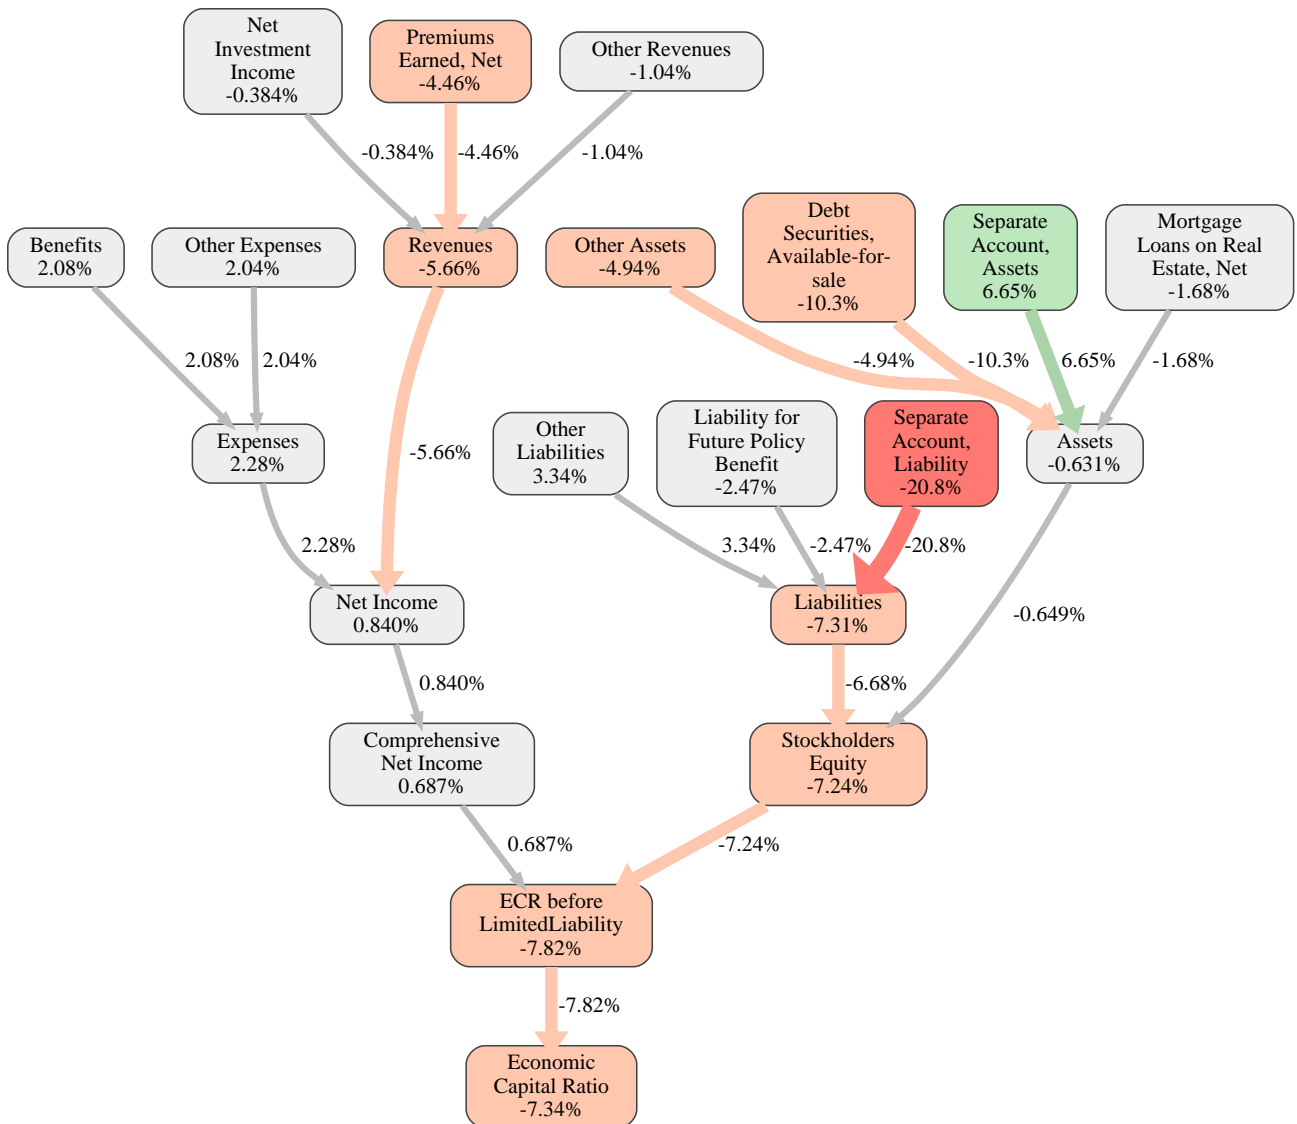 Net
Investment
Income
-0.384%
Premiums
Earned, Net
-4.46%
Other Revenues
-1.04%
-0.384%
-4.46%
-1.04%
Benefits
2.08%
Other Expenses
2.04%
Revenues
-5.66%
Other Assets
-4.94%
Debt
Securities,
Available-for-
sale
-10.3%
Separate
Account,
Assets
6.65%
Mortgage
Loans on Real
Estate, Net
-1.68%
2.08%
2.04%
-4.94%
-10.3%
6.65%
-1.68%
Expenses
2.28%
-5.66%
Other
Liabilities
3.34%
Liability for
Future Policy
Benefit
-2.47%
Separate
Account,
Liability
-20.8%
Assets
-0.631%
2.28%
3.34%
-2.47%
-20.8%
-0.649%
Net Income
0.840%
Liabilities
-7.31%
0.840%
-6.68%
Comprehensive
Net Income
0.687%
Stockholders
Equity
-7.24%
0.687%
-7.24%
ECR before
LimitedLiability
-7.82%
-7.82%
Economic
Capital Ratio
-7.34%